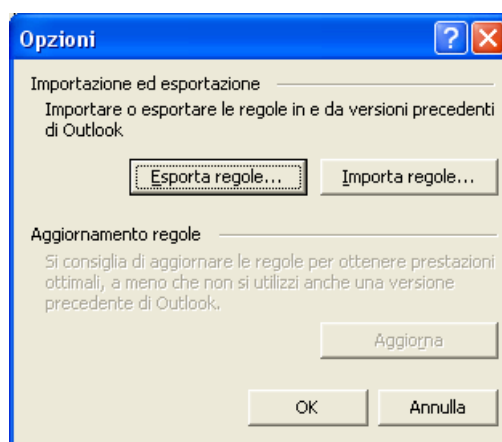 Opzioni
Importazione ed esportazione
Importare o esportare le regole in e da versioni precedenti
di Outlook
Esporta regole...
Importa regole...
Aggiornamento regole
Si consiglia di aggiornare le regole per ottenere prestazioni
ottimali, a meno che non si utilizzi anche una versione
precedente di Outlook.
Aggiorna
OK
Annulla